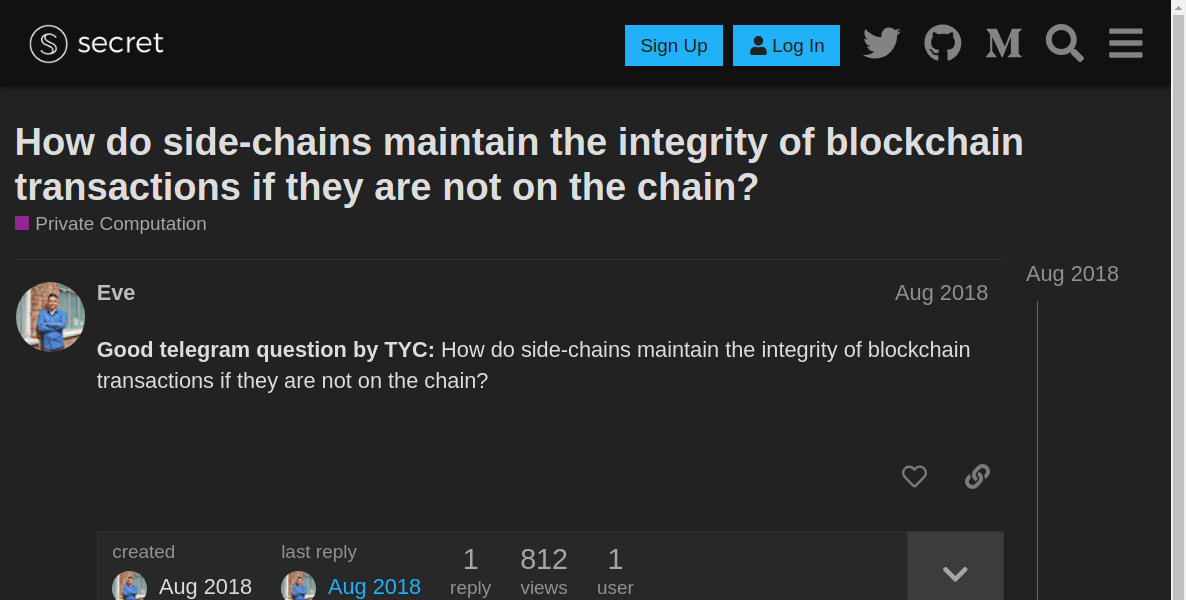 secret
Sign Up
Log In
How do side-chains maintain the integrity of blockchain
transactions if they are not on the chain?
Private Computation
Aug 2018
Eve
Aug 2018
Good telegram question by TYC: How do side-chains maintain the integrity of blockchain
transactions if they are not on the chain?
created
last reply
1
812
1
Aug 2018
Aug 2018
reply
views
user